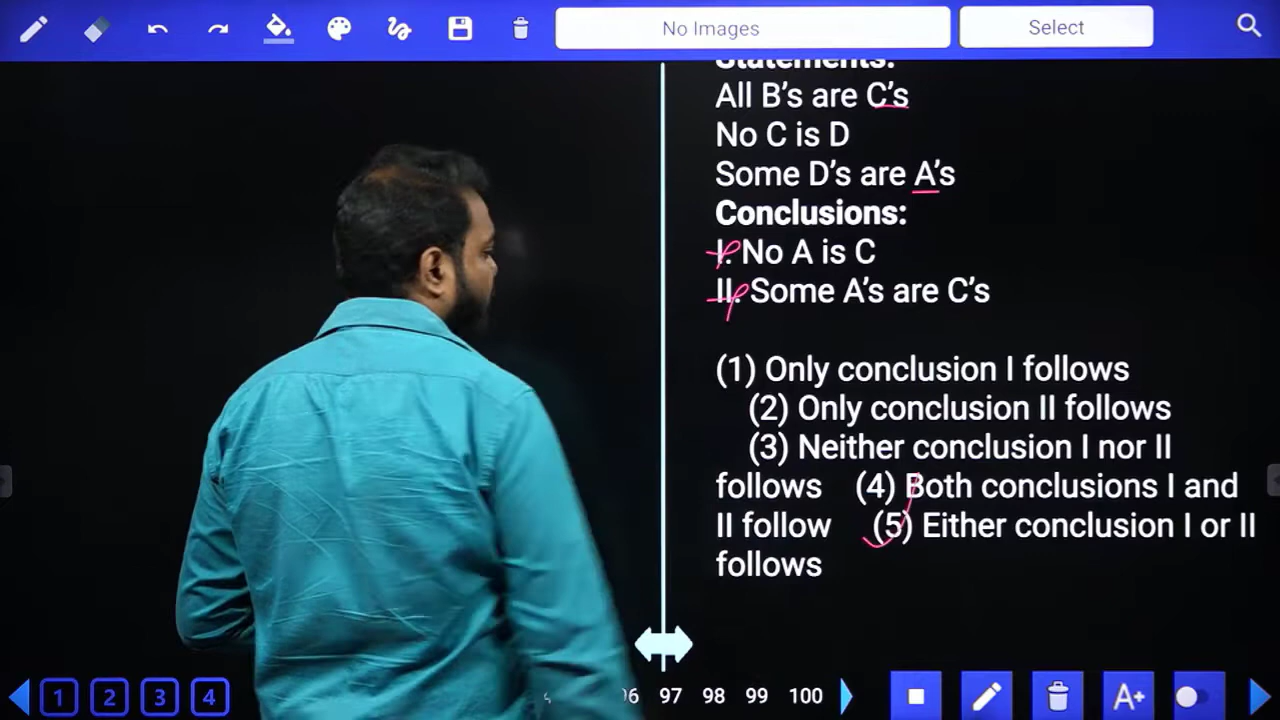 No Images
Select
Statements:
All B's are C's
No C is D
Some D's are A's
Conclusions:
I. No A is C
II. Some A's are C's
(1) Only conclusion I follows
(2) Only conclusion II follows
(3) Neither conclusion I nor II
follows (4) Both conclusions I and
II follow (5) Either conclusion I or II
follows
1 2 3 4 97 98 99 100 A+